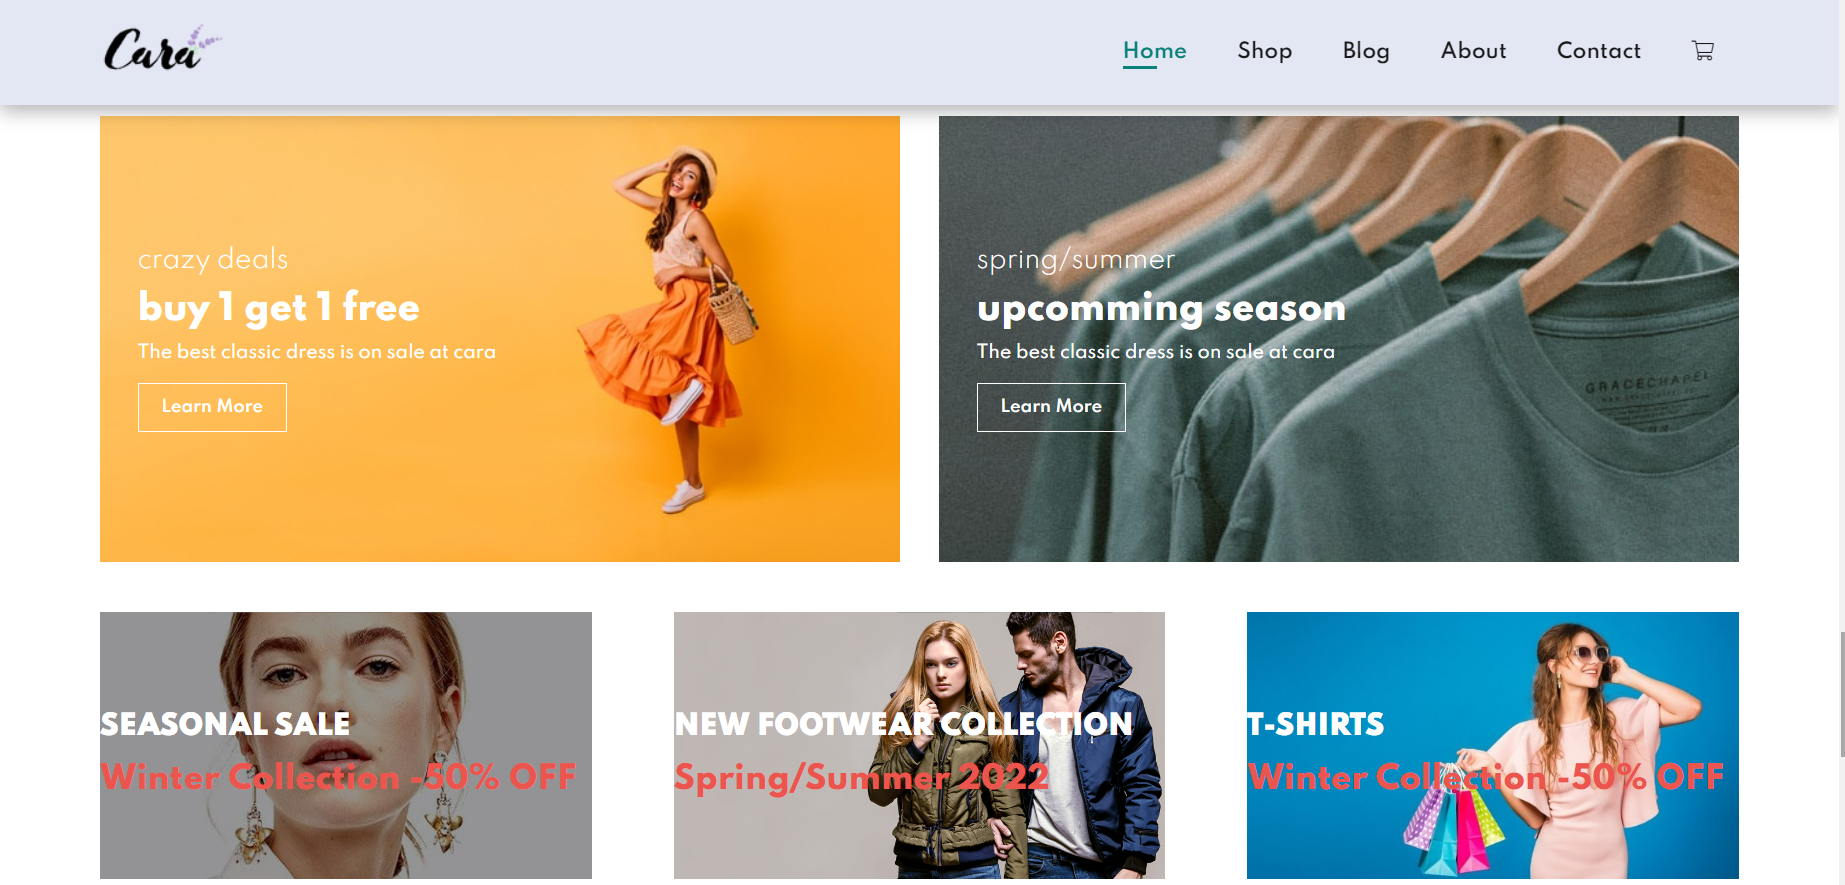 Cara
Home Shop Blog About Contact
crazy deals
buy 1 get 1 free
The best classic dress is on sale at cara
Learn More
spring/summer
upcomming season
The best classic dress is on sale at cara
Learn More
GRACECHAPEL
SEASONAL SALE
Winter Collection -50% OFF
NEW FOOTWEAR COLLECTION
Spring/Summer 2022
T-SHIRTS
Winter Collection -50% OFF